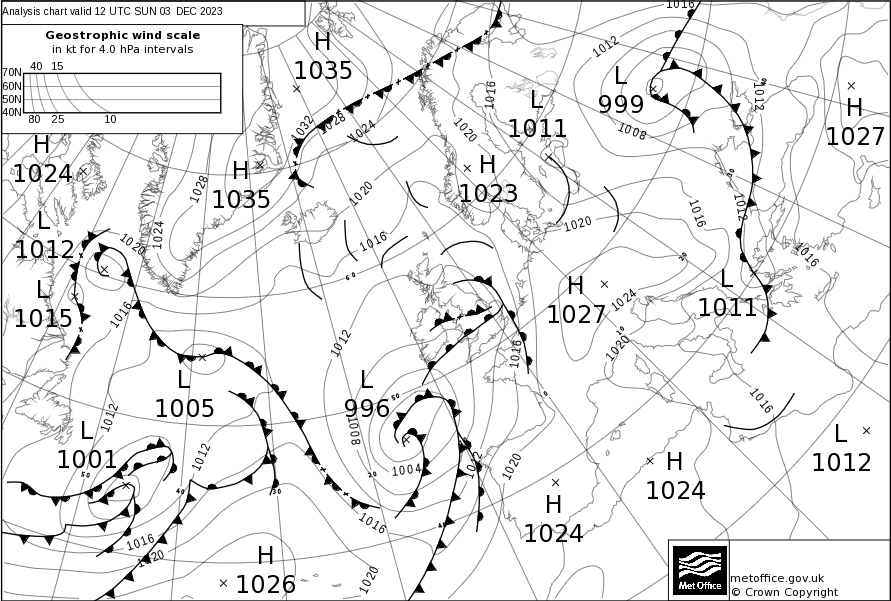 Analysis chart valid 12 UTC SUN 03 DEC 2023
Geostrophic wind scale
in kt for 4.0 hPa intervals
40 15
70N
60N
50N
40N
80 25 10
H
1035
L
999
L
1011
H
1027
H
1024
H
1035
H
1023
L
1012
L
1015
H
1027
L
1011
L
1005
L
996
L
1001
H
1024
L
1012
H
1024
H
1026
1016
1012
1008
1012
1016
1020
1032
1028
1024
1028
1024
1020
1020
1016
1020
1016
1012
1016
1016
1024
1020
1016
1012
1016
1012
1012
1008
1004
1012
1020
1016
1016
1020
1020
1016
60
50
20
40
30
50
40
20
10
0
30
40
Met Office
metoffice.gov.uk
© Crown Copyright